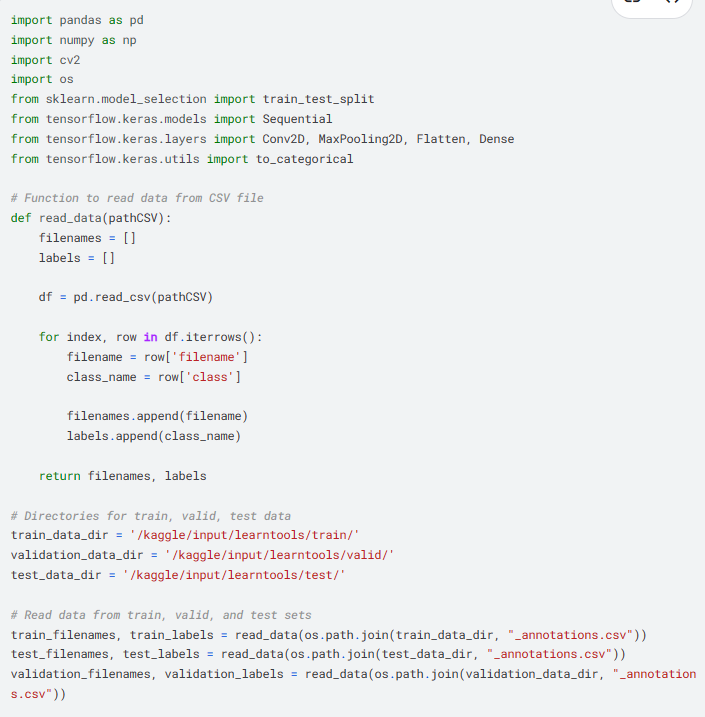 import pandas as pd
import numpy as np
import cv2
import os
from sklearn.model_selection import train_test_split
from tensorflow.keras.models import Sequential
from tensorflow.keras.layers import Conv2D, MaxPooling2D, Flatten, Dense
from tensorflow.keras.utils import to_categorical

# Function to read data from CSV file
def read_data(pathCSV):
    filenames = []
    labels = []

    df = pd.read_csv(pathCSV)

    for index, row in df.iterrows():
        filename = row['filename']
        class_name = row['class']

        filenames.append(filename)
        labels.append(class_name)

    return filenames, labels

# Directories for train, valid, test data
train_data_dir = '/kaggle/input/learntools/train/'
validation_data_dir = '/kaggle/input/learntools/valid/'
test_data_dir = '/kaggle/input/learntools/test/'

# Read data from train, valid, and test sets
train_filenames, train_labels = read_data(os.path.join(train_data_dir, "_annotations.csv"))
test_filenames, test_labels = read_data(os.path.join(test_data_dir, "_annotations.csv"))
validation_filenames, validation_labels = read_data(os.path.join(validation_data_dir, "_annotation
s.csv"))